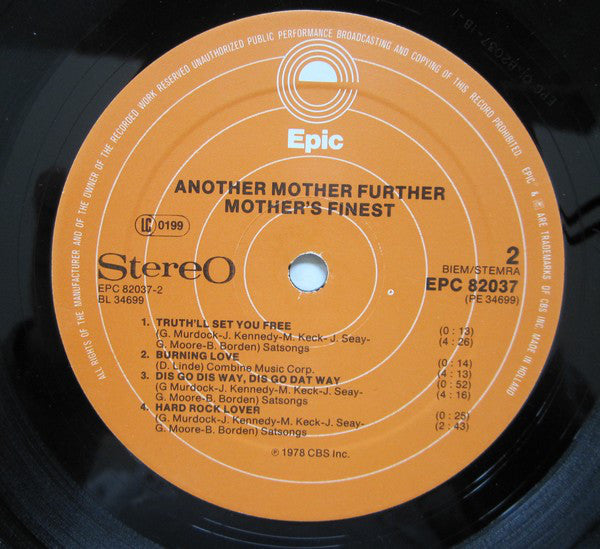 ALL RIGHTS OF THE MANUFACTURER AND OF THE OWNER OF THE RECORDED WORK RESERVED UNAUTHORIZED PUBLIC PERFORMANCE BROADCASTING AND COPYING OF THIS RECORD PROHIBITED. EPIC & ARE TRADEMARKS OF CBS INC. MADE IN HOLLAND
Epic
ANOTHER MOTHER FURTHER
MOTHER'S FINEST
LC 0199
Stereo
EPC 82037-2
BL 34699
2
BIEM/STEMRA
EPC 82037
(PE 34699)
1. TRUTH'LL SET YOU FREE (0:13)
(G. Murdock-J. Kennedy-M. Keck-J. Seay- (4:26)
G. Moore-B. Borden) Satsongs
2. BURNING LOVE (0:14)
(D. Linde) Combine Music Corp. (4:13)
3. DIS GO DIS WAY, DIS GO DAT WAY (0:52)
(G Murdock-J. Kennedy-M. Keck-J. Seay- (4:16)
G. Moore-B. Borden) Satsongs
4. HARD ROCK LOVER (0:25)
(G. Murdock-J. Kennedy-M. Keck-J. Seay- (2:43)
G. Moore-B. Borden) Satsongs
℗ 1978 CBS Inc.